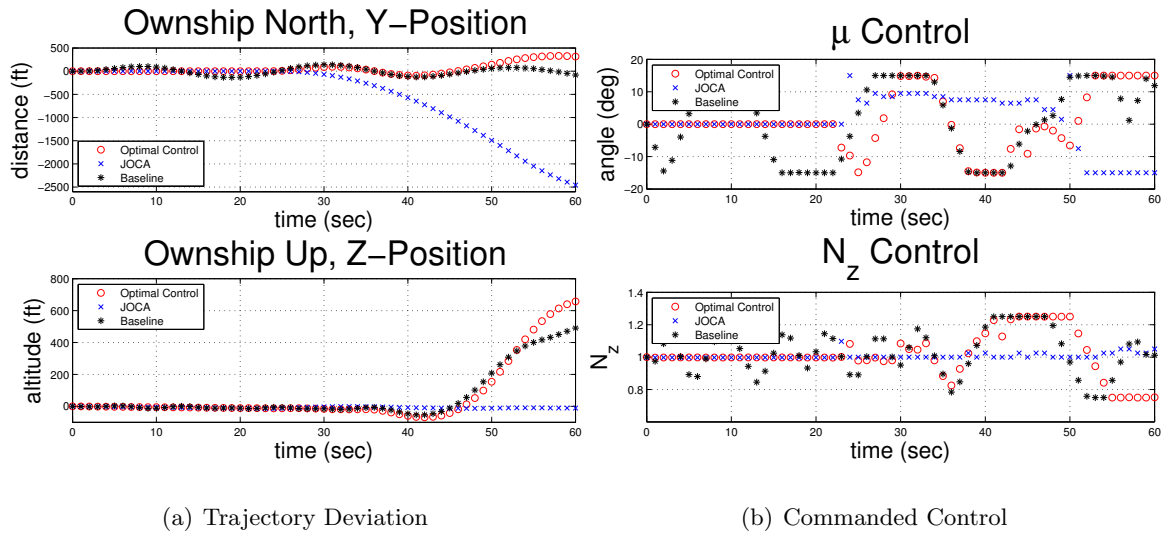 Ownship North, Y−Position
distance (ft)
500
0
−500
−1000
−1500
−2000
−2500
Optimal Control
JOCA
Baseline
0 10 20 30 40 50 60
time (sec)
μ Control
angle (deg)
20
10
0
−10
−20
Optimal Control
JOCA
Baseline
0 10 20 30 40 50 60
time (sec)
Ownship Up, Z−Position
altitude (ft)
800
600
400
200
0
Optimal Control
JOCA
Baseline
0 10 20 30 40 50 60
time (sec)
N_z Control
N_z
1.4
1.2
1
0.8
Optimal Control
JOCA
Baseline
0 10 20 30 40 50 60
time (sec)
(a) Trajectory Deviation
(b) Commanded Control